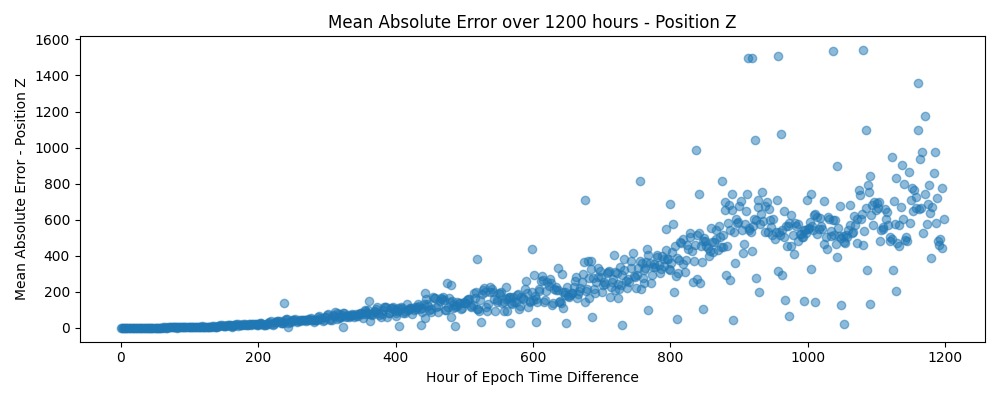 Mean Absolute Error over 1200 hours - Position Z
Mean Absolute Error - Position Z
1600
1400
1200
1000
800
600
400
200
0
0 200 400 600 800 1000 1200
Hour of Epoch Time Difference